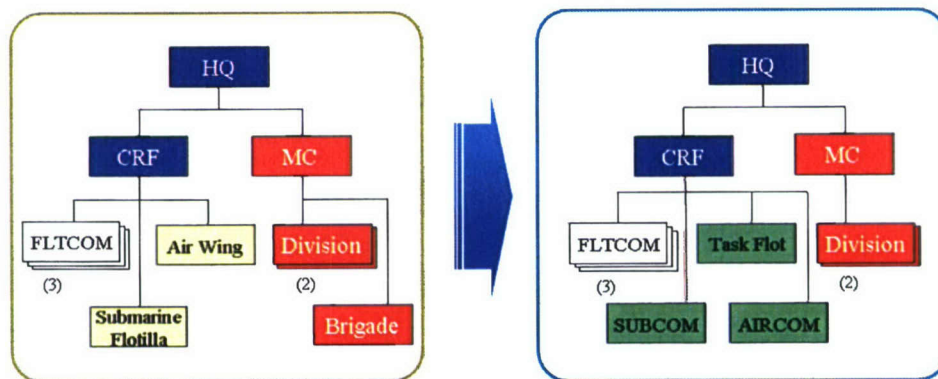 HQ
CRF
MC
FLTCOM
(3)
Air Wing
Division
(2)
Submarine
Flotilla
Brigade
HQ
CRF
MC
FLTCOM
(3)
Task Flot
Division
(2)
SUBCOM
AIRCOM